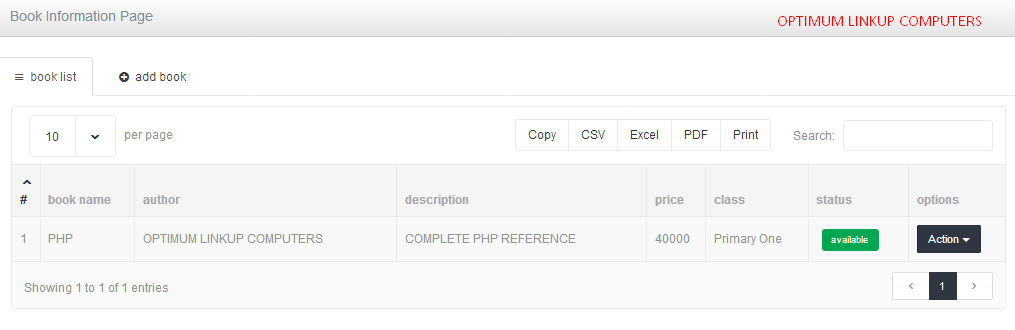 Book Information Page
OPTIMUM LINKUP COMPUTERS
book list add book
10 per page Copy CSV Excel PDF Print Search:
# book name author description price class status options
1 PHP OPTIMUM LINKUP COMPUTERS COMPLETE PHP REFERENCE 40000 Primary One available Action
Showing 1 to 1 of 1 entries < 1 >